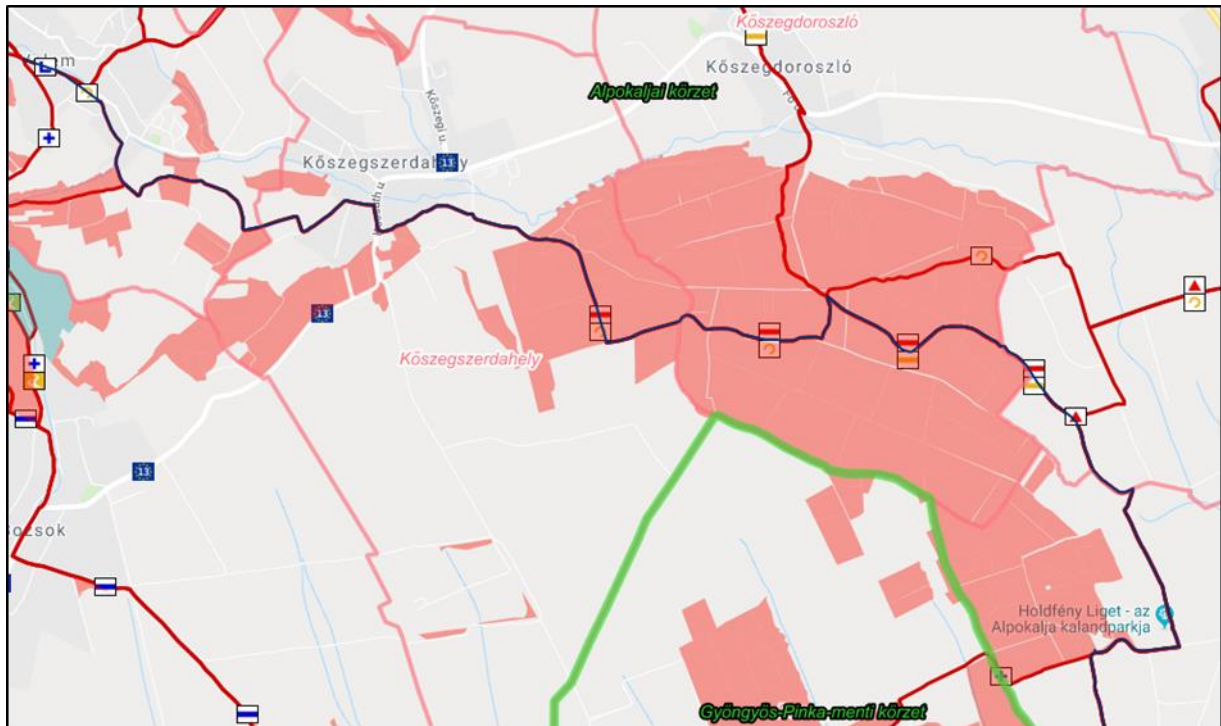 Kőszegdoroszló
Kőszegdoroszló
Alpokaljai körzet
Fő u.
Kőszegi u.
13
Kőszegszerdahely
13
Kőszegszerdahely
13
Holdfény Liget - az
Alpokalja kalandparkja
Gyöngyös-Pinka-menti körzet